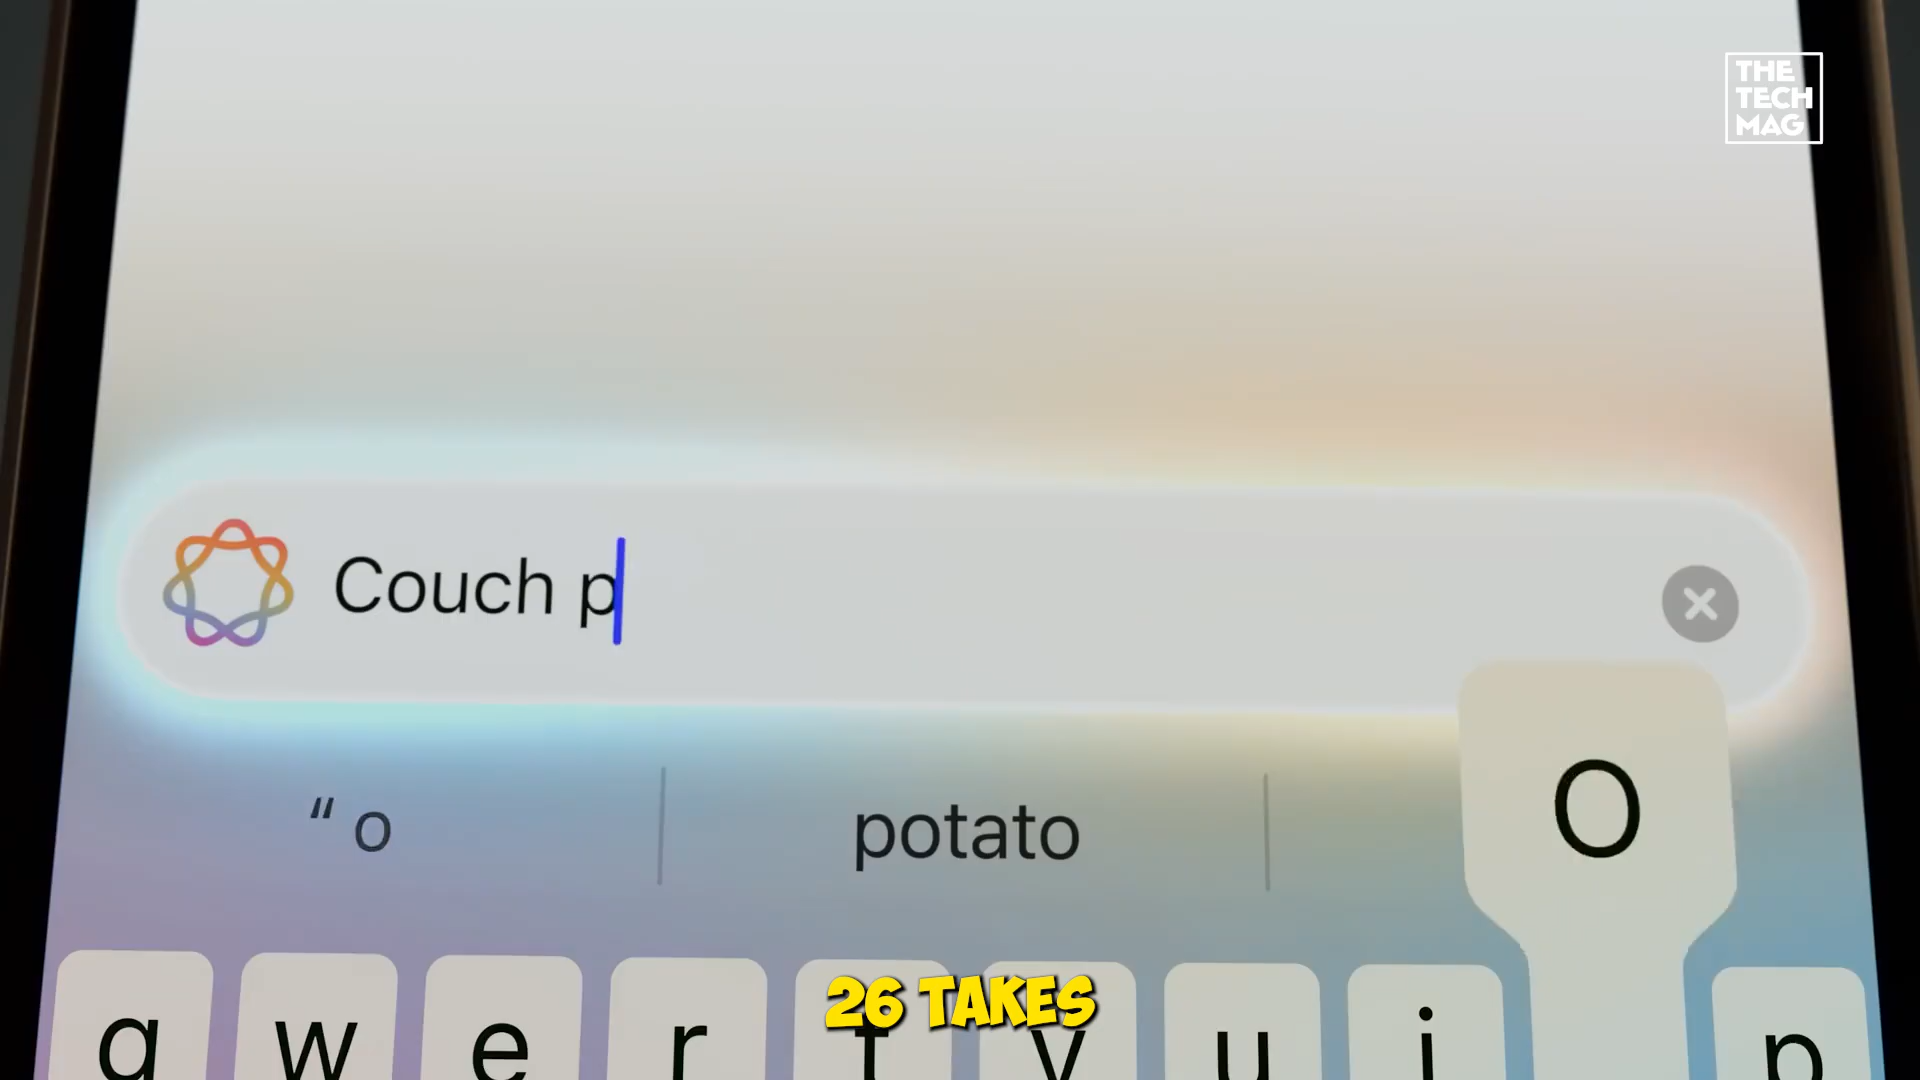 THE
TECH
MAG
Couch p
“ o
potato
O
q w e r t y u i p
26 TAKES